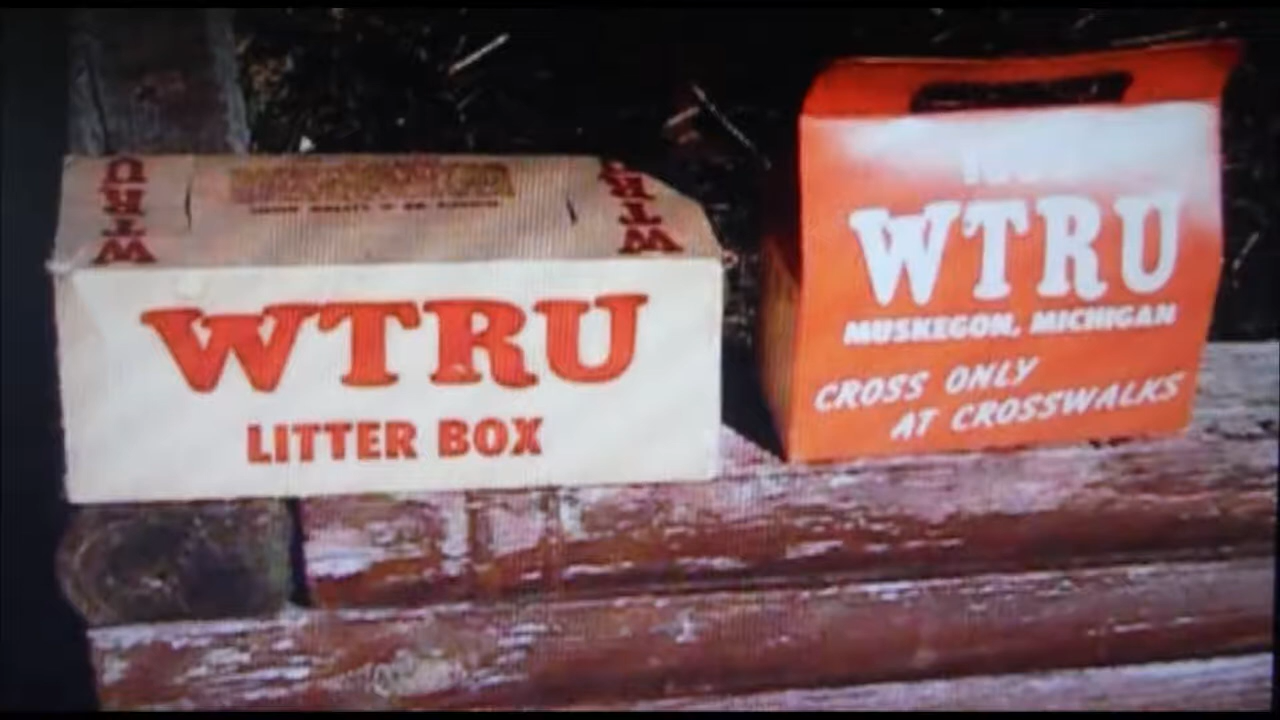 WTRU
WTRU
WTRU
LITTER BOX
WTRU
MUSKEGON, MICHIGAN
CROSS ONLY
AT CROSSWALKS